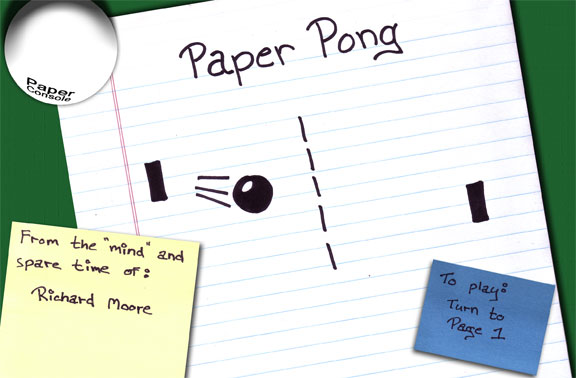 Paper Pong
Paper
Console
From the "mind" and
spare time of:
Richard Moore
To play:
Turn to
Page 1